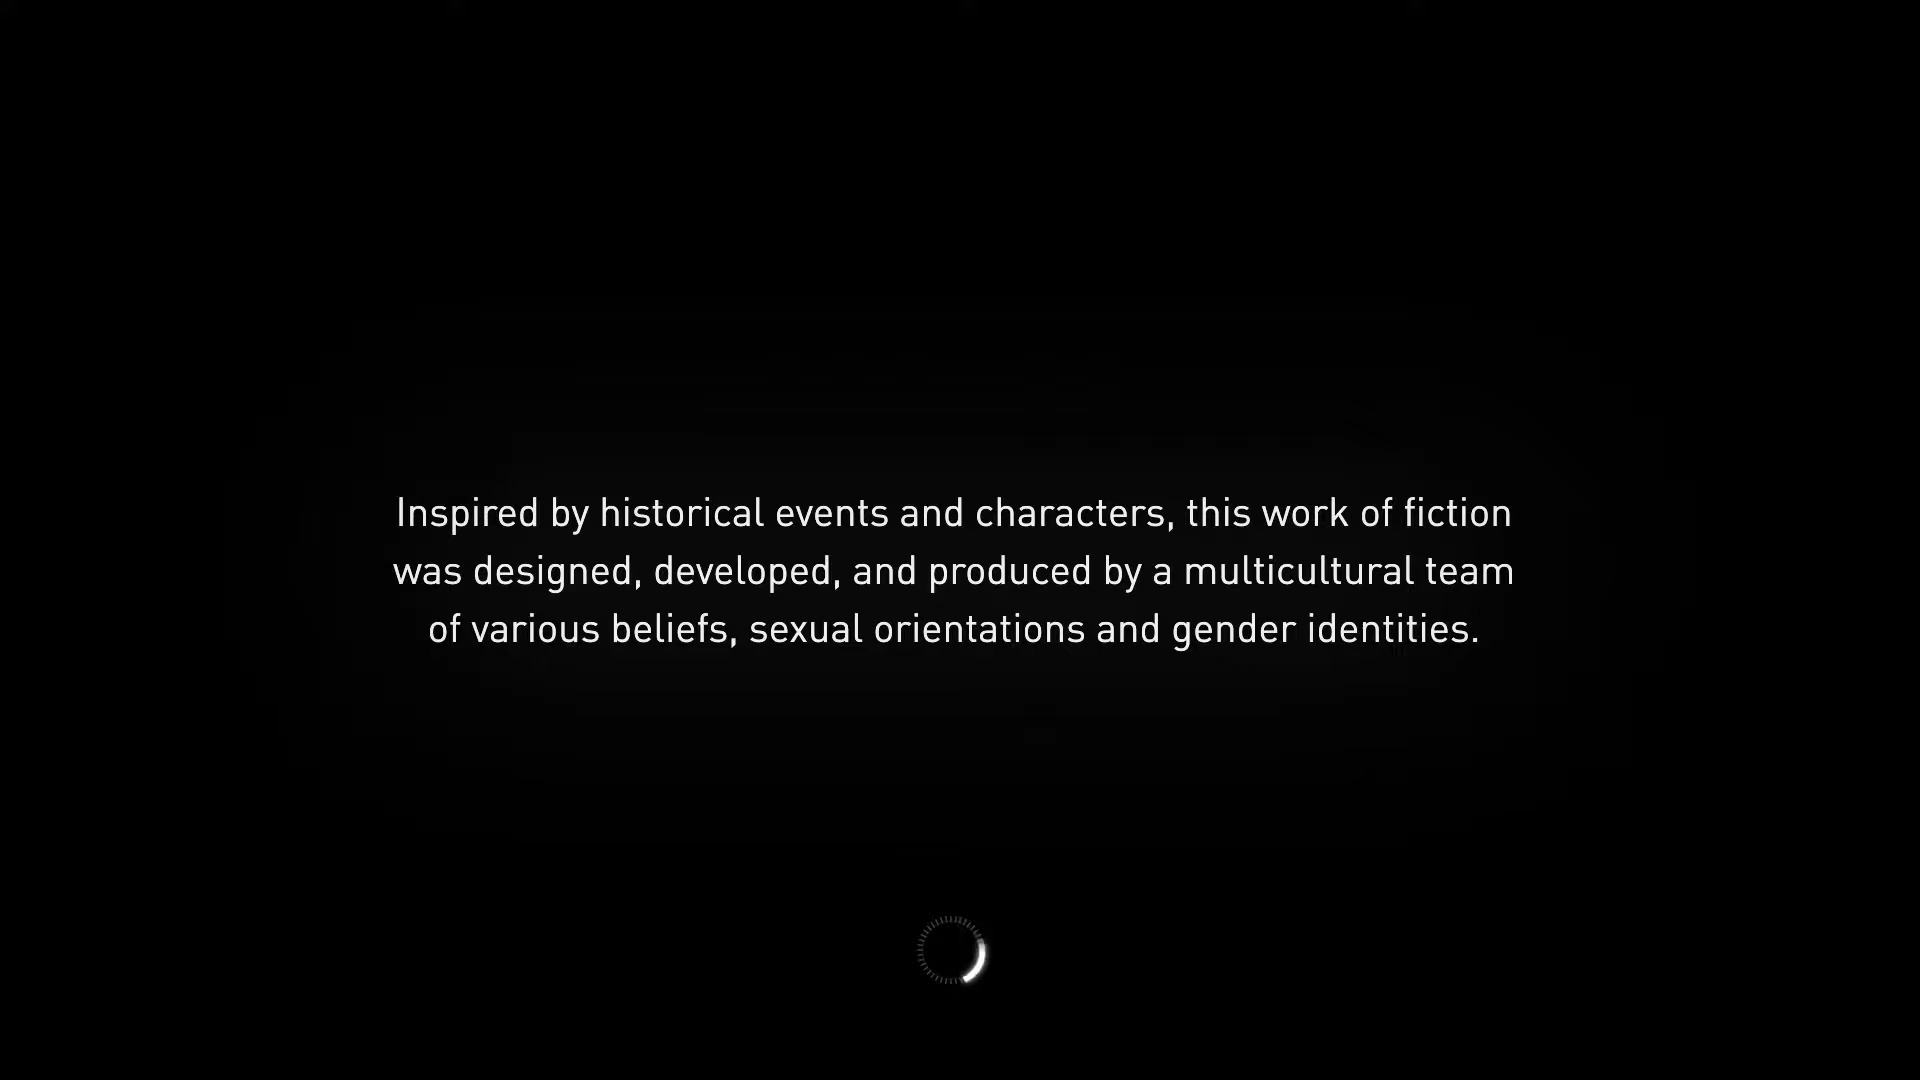 Inspired by historical events and characters, this work of fiction
was designed, developed, and produced by a multicultural team
of various beliefs, sexual orientations and gender identities.